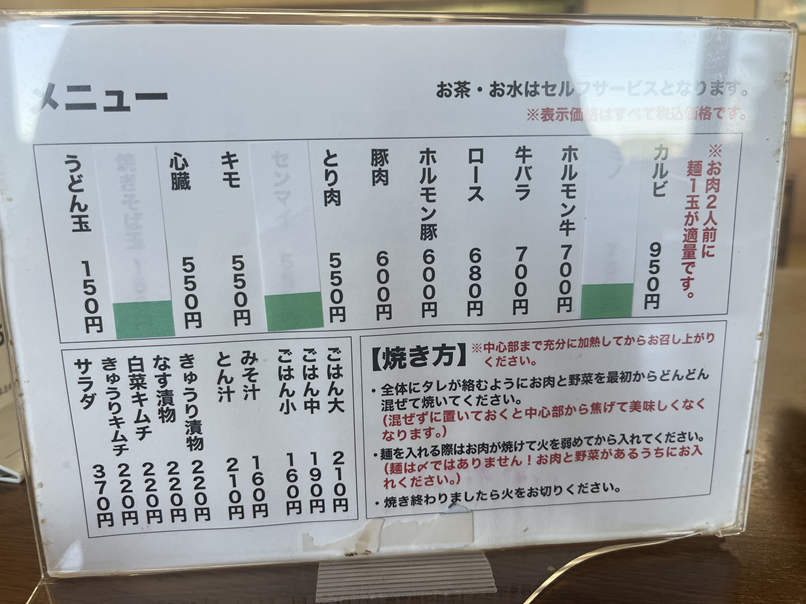 メニュー
お茶・お水はセルフサービスとなります。
※表示価格はすべて税込価格です。
※お肉2人前に
麺1玉が適量です。
カルビ 950円
ホルモン牛 700円
牛バラ 700円
ロース 680円
ホルモン豚 600円
豚肉 600円
とり肉 550円
センマイ
キモ 550円
心臓 550円
焼きそば玉
うどん玉 150円
【焼き方】
※中心部まで充分に加熱してからお召し上がり
ください。
・全体にタレが絡むようにお肉と野菜を最初からどんどん
混ぜて焼いてください。
（混ぜずに置いておくと中心部から焦げて美味しくなく
なります。）
・麺を入れる際はお肉が焼けて火を弱めてから入れてください。
（麺は〆ではありません！お肉と野菜があるうちにお入
れください。）
・焼き終わりましたら火をお切りください。
ごはん大 210円
ごはん中 190円
ごはん小 160円
みそ汁 160円
とん汁 210円
きゅうり漬物 220円
なす漬物 220円
白菜キムチ 220円
きゅうりキムチ 220円
サラダ 370円